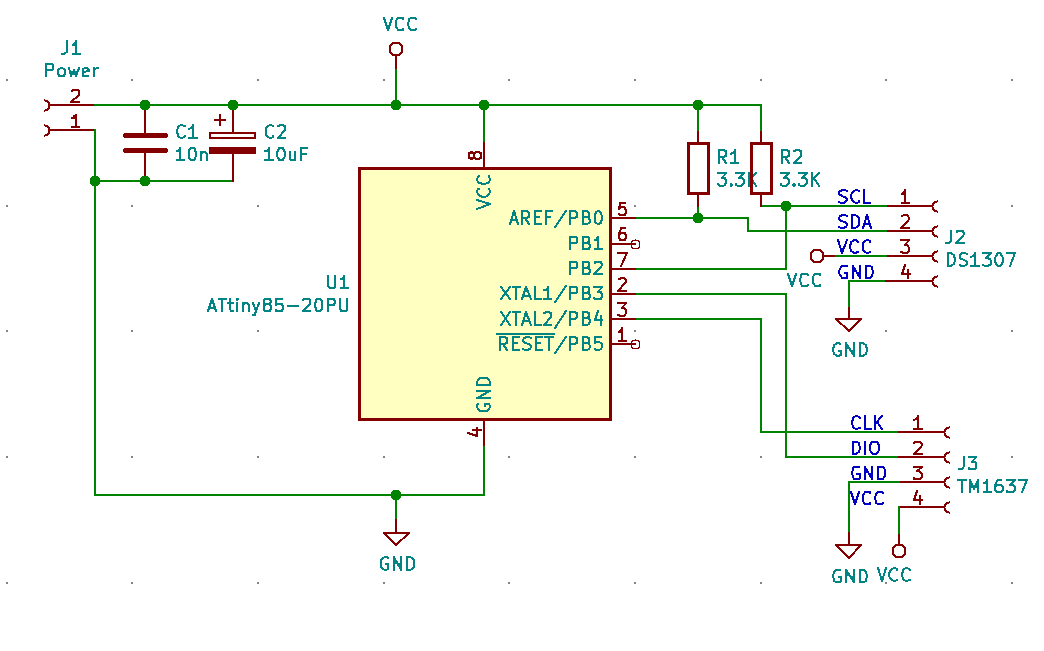 VCC
J1
Power
2
1
+
C1
10n
C2
10uF
8
VCC
R1
3.3K
R2
3.3K
U1
ATtiny85-20PU
AREF/PB0
5
PB1
6
PB2
7
XTAL1/PB3
2
XTAL2/PB4
3
RESET/PB5
1
GND
4
GND
SCL
1
SDA
2
VCC
3
GND
4
J2
DS1307
VCC
GND
CLK
1
DIO
2
GND
3
VCC
4
J3
TM1637
GND
VCC